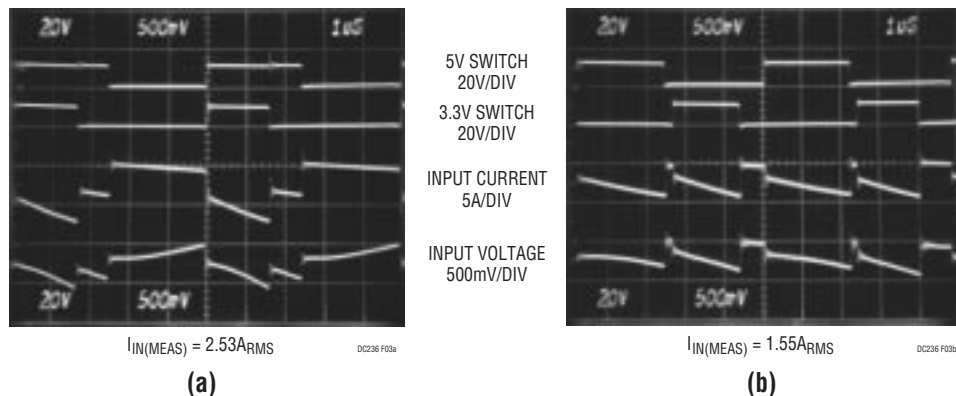 20V 500mV 1uS
20V 500mV
5V SWITCH
20V/DIV
3.3V SWITCH
20V/DIV
INPUT CURRENT
5A/DIV
INPUT VOLTAGE
500mV/DIV
20V 500mV 1uS
20V 500mV
IIN(MEAS) = 2.53ARMS
DC236 F03a
(a)
IIN(MEAS) = 1.55ARMS
DC236 F03b
(b)